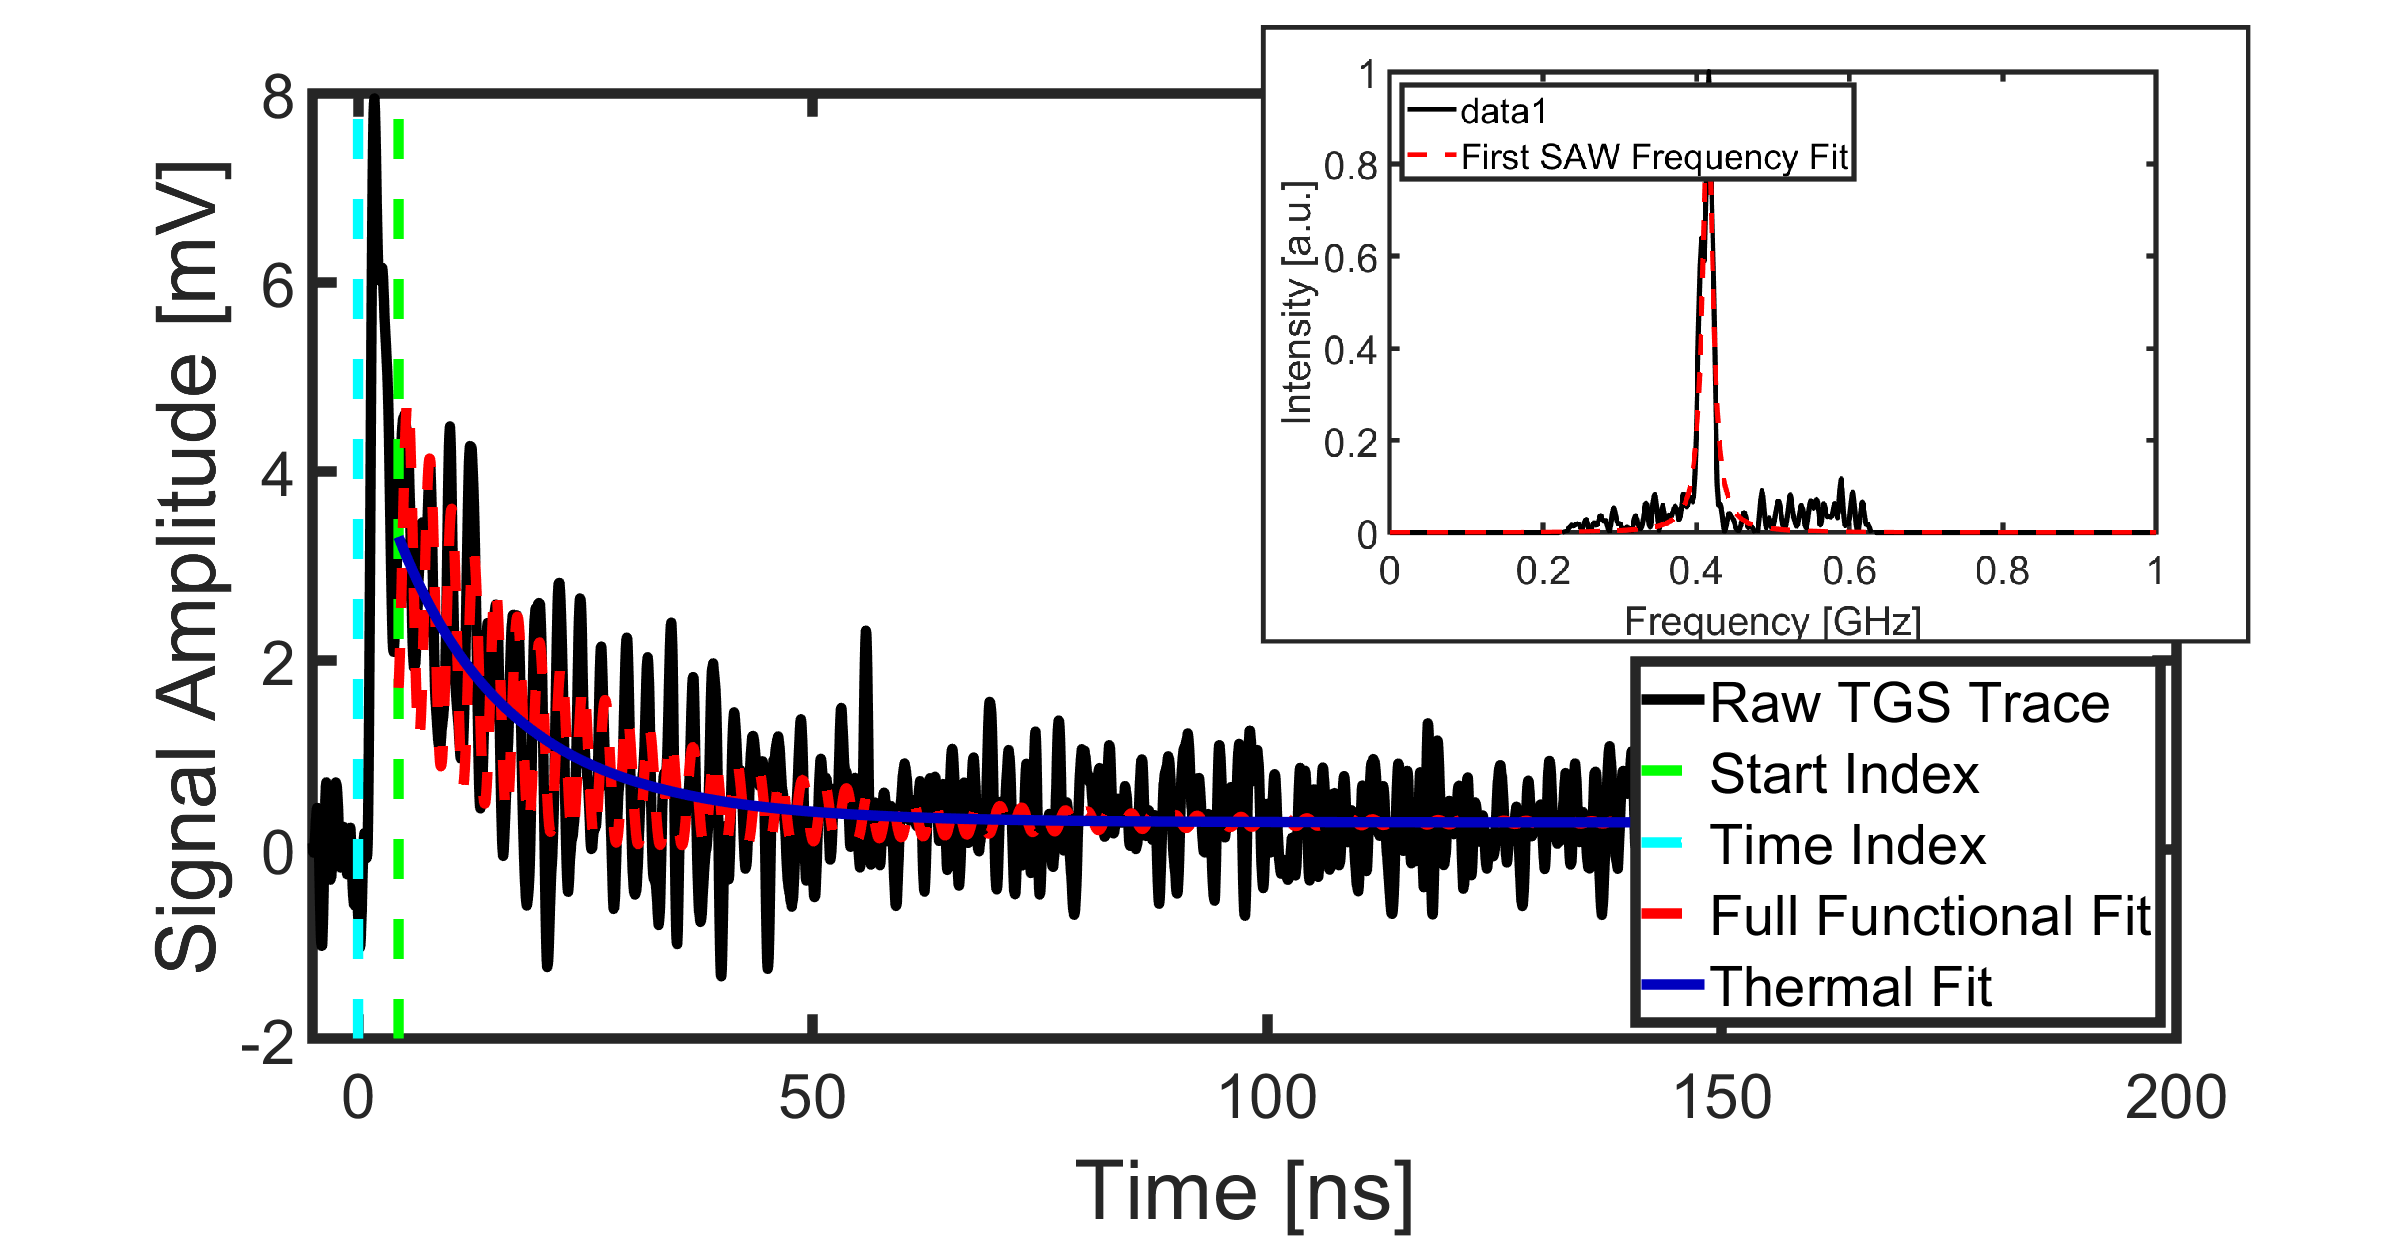 Signal Amplitude [mV]
8
6
4
2
0
-2
0
50
100
150
200
Time [ns]
Intensity [a.u.]
1
0.8
0.6
0.4
0.2
0
data1
First SAW Frequency Fit
0
0.2
0.4
0.6
0.8
1
Frequency [GHz]
Raw TGS Trace
Start Index
Time Index
Full Functional Fit
Thermal Fit